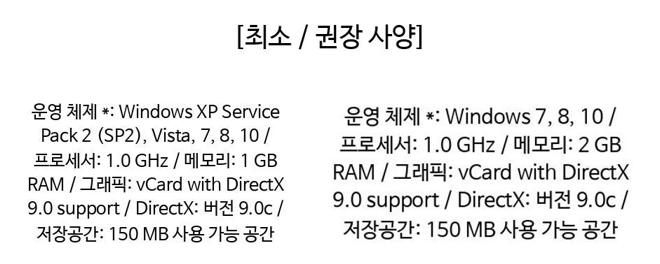 [최소 / 권장 사양]
운영 체제 *: Windows XP Service
Pack 2 (SP2), Vista, 7, 8, 10 /
프로세서: 1.0 GHz / 메모리: 1 GB
RAM / 그래픽: vCard with DirectX
9.0 support / DirectX: 버전 9.0c /
저장공간: 150 MB 사용 가능 공간
운영 체제 *: Windows 7, 8, 10 /
프로세서: 1.0 GHz / 메모리: 2 GB
RAM / 그래픽: vCard with DirectX
9.0 support / DirectX: 버전 9.0c /
저장공간: 150 MB 사용 가능 공간